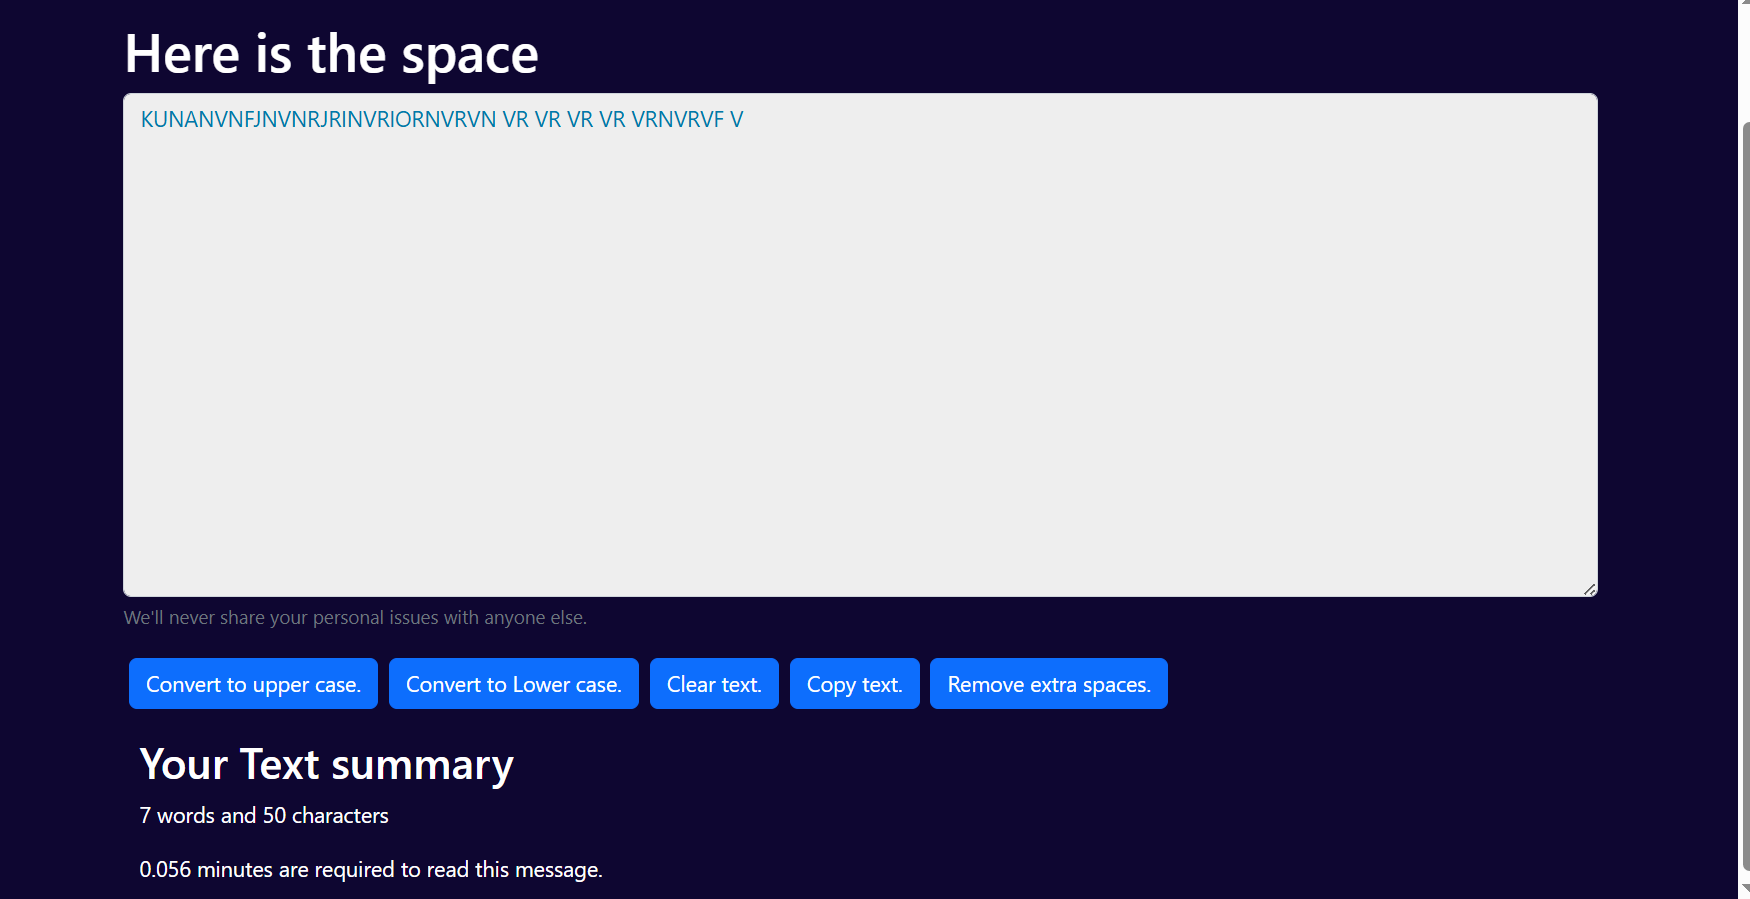 Here is the space
KUNANVNFJNVNRJRINVRIORNVRVN VR VR VR VR VRNVRVF V
We'll never share your personal issues with anyone else.
Convert to upper case. Convert to Lower case. Clear text. Copy text. Remove extra spaces.
Your Text summary
7 words and 50 characters
0.056 minutes are required to read this message.